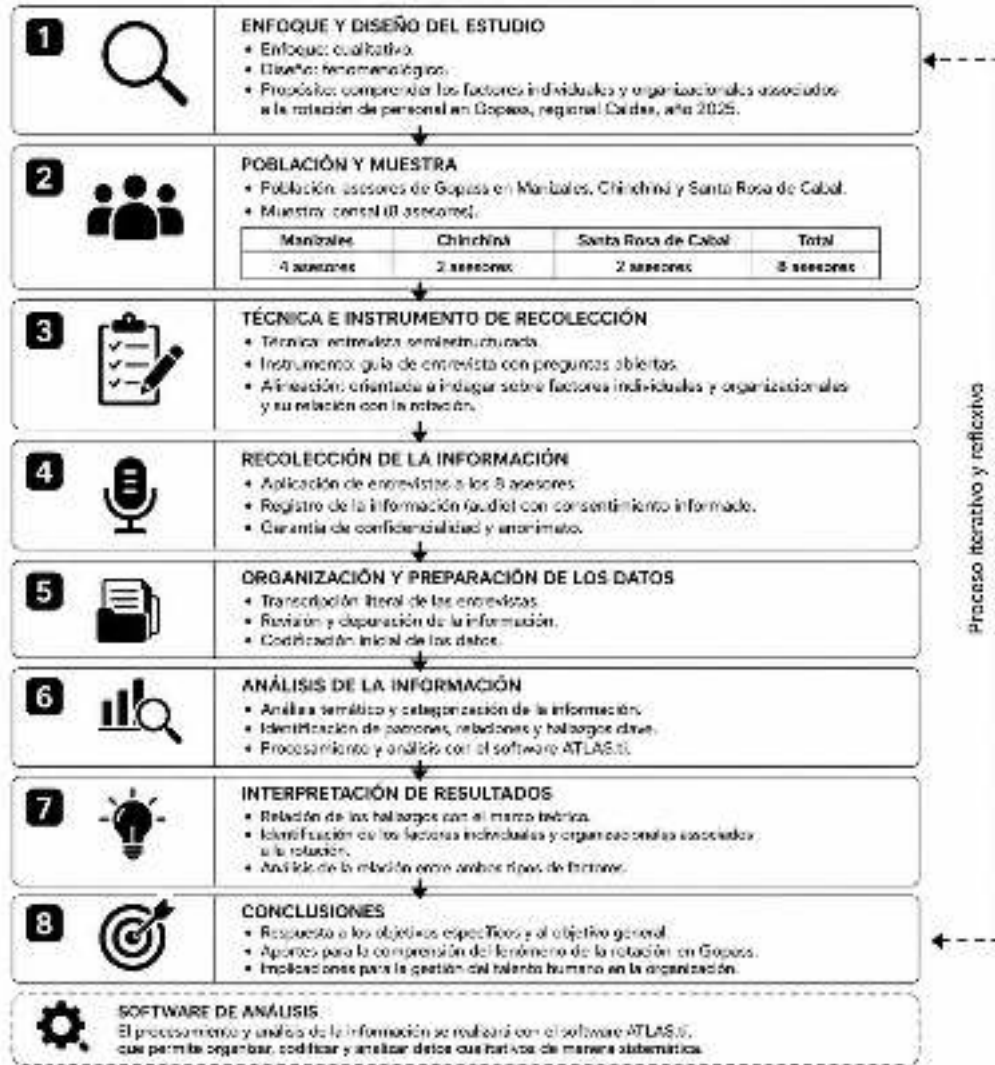 1
ENFOQUE Y DISEÑO DEL ESTUDIO
• Enfoque: cualitativo.
• Diseño: fenomenológico.
• Propósito: comprender los factores individuales y organizacionales asociados
a la rotación de personal en Gopass, regional Caldas, año 2025.
2
POBLACIÓN Y MUESTRA
• Población: asesores de Gopass en Manizales, Chinchiná y Santa Rosa de Cabal.
• Muestra: censal (8 asesores).
Manizales Chinchiná Santa Rosa de Cabal Total
4 asesores 2 asesores 2 asesores 8 asesores
3
TÉCNICA E INSTRUMENTO DE RECOLECCIÓN
• Técnica: entrevista semiestructurada.
• Instrumento: guía de entrevista con preguntas abiertas.
• Alineación: orientada a indagar sobre factores individuales y organizacionales
y su relación con la rotación.
4
RECOLECCIÓN DE LA INFORMACIÓN
• Aplicación de entrevistas a los 8 asesores
• Registro de la información (audio) con consentimiento informado.
• Garantía de confidencialidad y anonimato.
5
ORGANIZACIÓN Y PREPARACIÓN DE LOS DATOS
• Transcripción literal de las entrevistas.
• Revisión y depuración de la información.
• Codificación inicial de los datos.
6
ANÁLISIS DE LA INFORMACIÓN
• Análisis temático y categorización de la información.
• Identificación de patrones, relaciones y hallazgos clave.
• Procesamiento y análisis con el software ATLAS.ti.
7
INTERPRETACIÓN DE RESULTADOS
• Relación de los hallazgos con el marco teórico.
• Identificación de los factores individuales y organizacionales associados
a la rotación.
• Análisis de la relación entre ambos tipos de factores.
8
CONCLUSIONES
• Respuesta a los objetivos específicos y al objetivo general.
• Aportes para la comprensión del fenómeno de la rotación en Gopass.
• Implicaciones para la gestión del talento humano en la organización.
SOFTWARE DE ANÁLISIS
El procesamiento y análisis de la información se realizará con el software ATLAS.ti,
que permite organizar, codificar y analizar datos cualitativos de manera sistemática.
Proceso iterativo y reflexivo